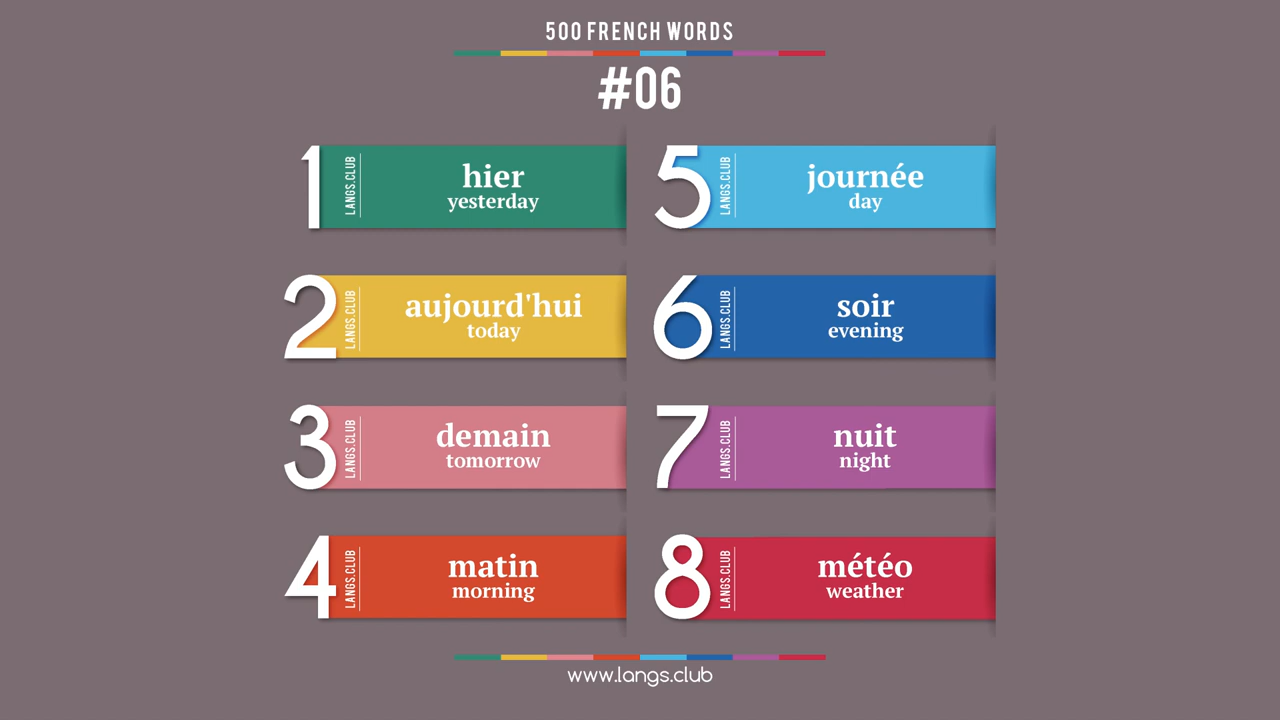 500 FRENCH WORDS
#06
1
LANGS.CLUB
hier
yesterday
2
LANGS.CLUB
aujourd'hui
today
3
LANGS.CLUB
demain
tomorrow
4
LANGS.CLUB
matin
morning
5
LANGS.CLUB
journée
day
6
LANGS.CLUB
soir
evening
7
LANGS.CLUB
nuit
night
8
LANGS.CLUB
météo
weather
www.langs.club